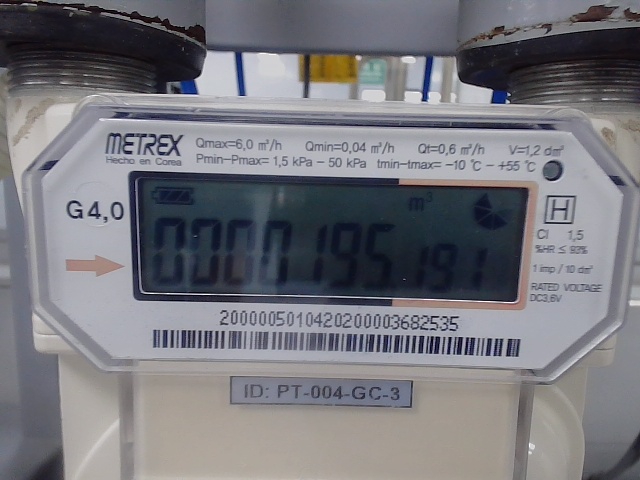 METREX
Hecho en Corea
Qmax=6,0 m³/h Qmin=0,04 m³/h Qt=0,6 m³/h V=1,2 dm³
Pmin-Pmax= 1,5 kPa - 50 kPa tmin-tmax= -10 °C - +55 °C
G4,0
m³
0000195,191
H
CI 1,5
%HR ≤ 93%
1 imp / 10 dm³
RATED VOLTAGE
DC3,6V
2000005010420200003682535
ID: PT-004-GC-3